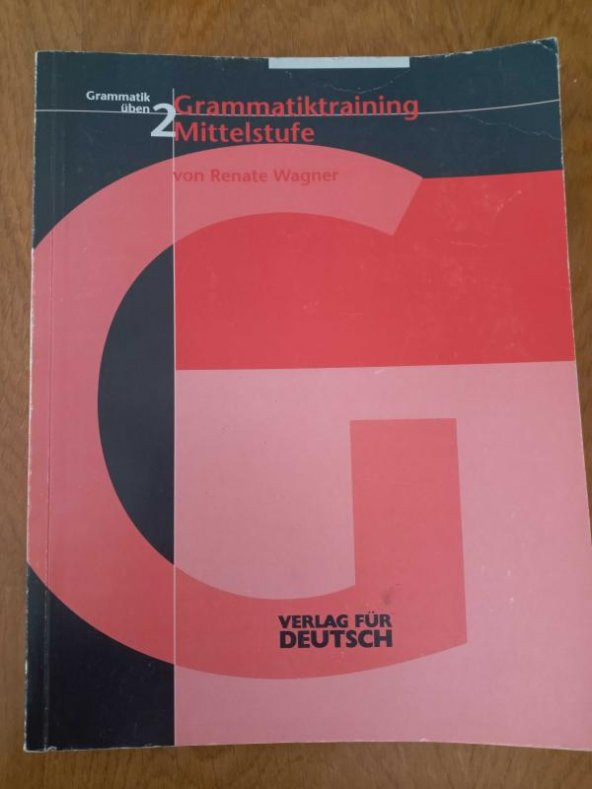 Grammatik
üben 2
Grammatiktraining
Mittelstufe
von Renate Wagner
VERLAG FÜR
DEUTSCH